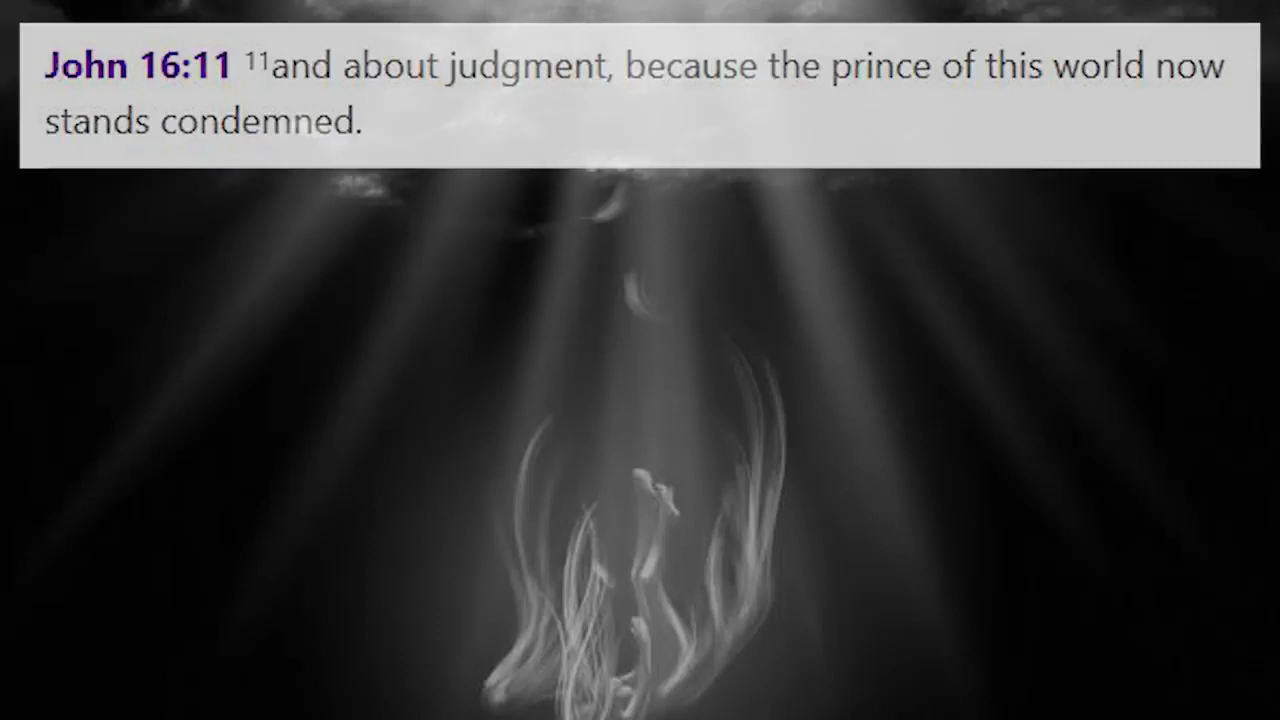 John 16:11 ¹¹and about judgment, because the prince of this world now
stands condemned.